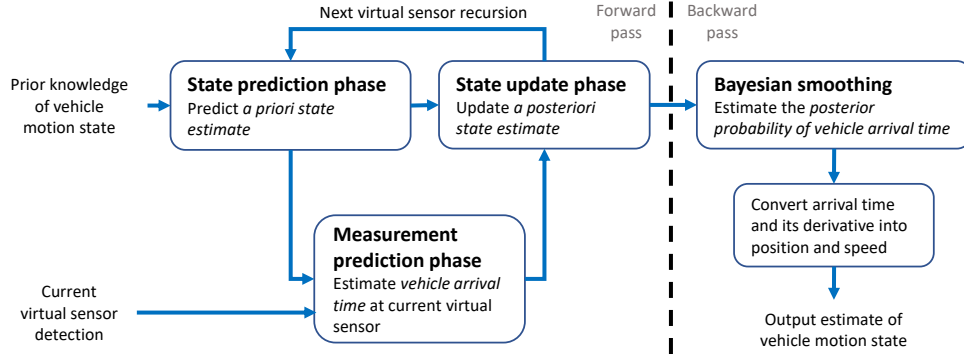 Next virtual sensor recursion
Forward
pass
Backward
pass
Prior knowledge
of vehicle
motion state
State prediction phase
Predict a priori state
estimate
State update phase
Update a posteriori
state estimate
Bayesian smoothing
Estimate the posterior
probability of vehicle arrival time
Measurement
prediction phase
Estimate vehicle arrival
time at current virtual
sensor
Convert arrival time
and its derivative into
position and speed
Current
virtual sensor
detection
Output estimate of
vehicle motion state